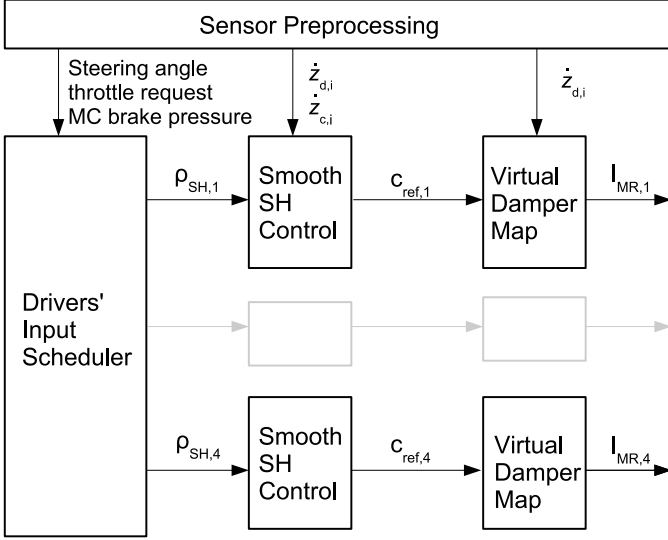 Sensor Preprocessing
Steering angle
throttle request
MC brake pressure
ż_d,i
ż_c,i
ż_d,i
ρ_SH,1
Smooth
SH
Control
c_ref,1
Virtual
Damper
Map
I_MR,1
Drivers'
Input
Scheduler
ρ_SH,4
Smooth
SH
Control
c_ref,4
Virtual
Damper
Map
I_MR,4